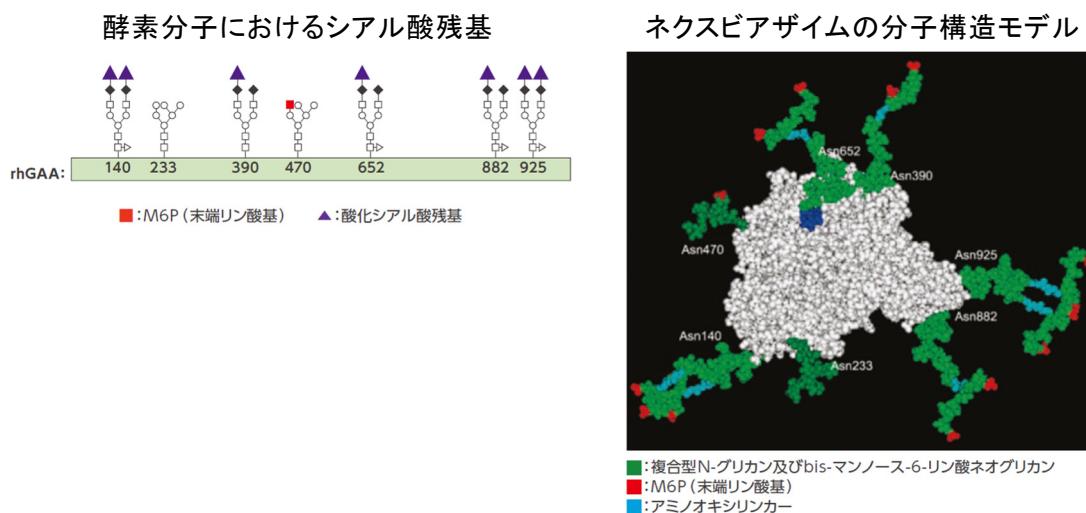 酵素分子におけるシアル酸残基
rhGAA：
140 233 390 470 652 882 925
■：M6P（末端リン酸基） ▲：酸化シアル酸残基
ネクスビアザイムの分子構造モデル
Asn652
Asn390
Asn470
Asn925
Asn882
Asn140
Asn233
■：複合型N-グリカン及びbis-マンノース-6-リン酸ネオグリカン
■：M6P（末端リン酸基）
■：アミノオキシリンカー